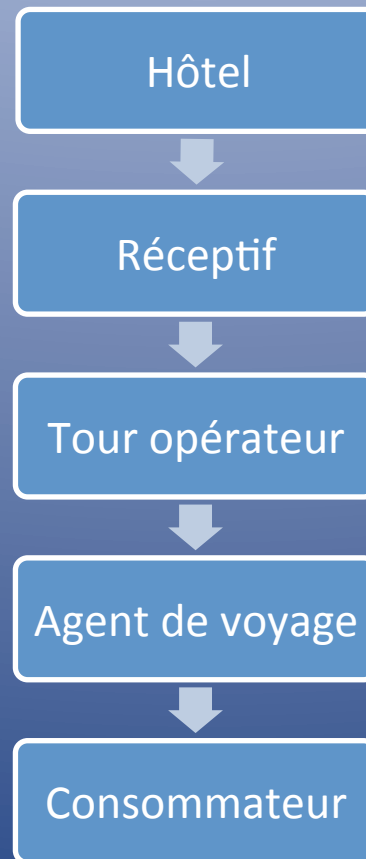 Hôtel
Réceptif
Tour opérateur
Agent de voyage
Consommateur